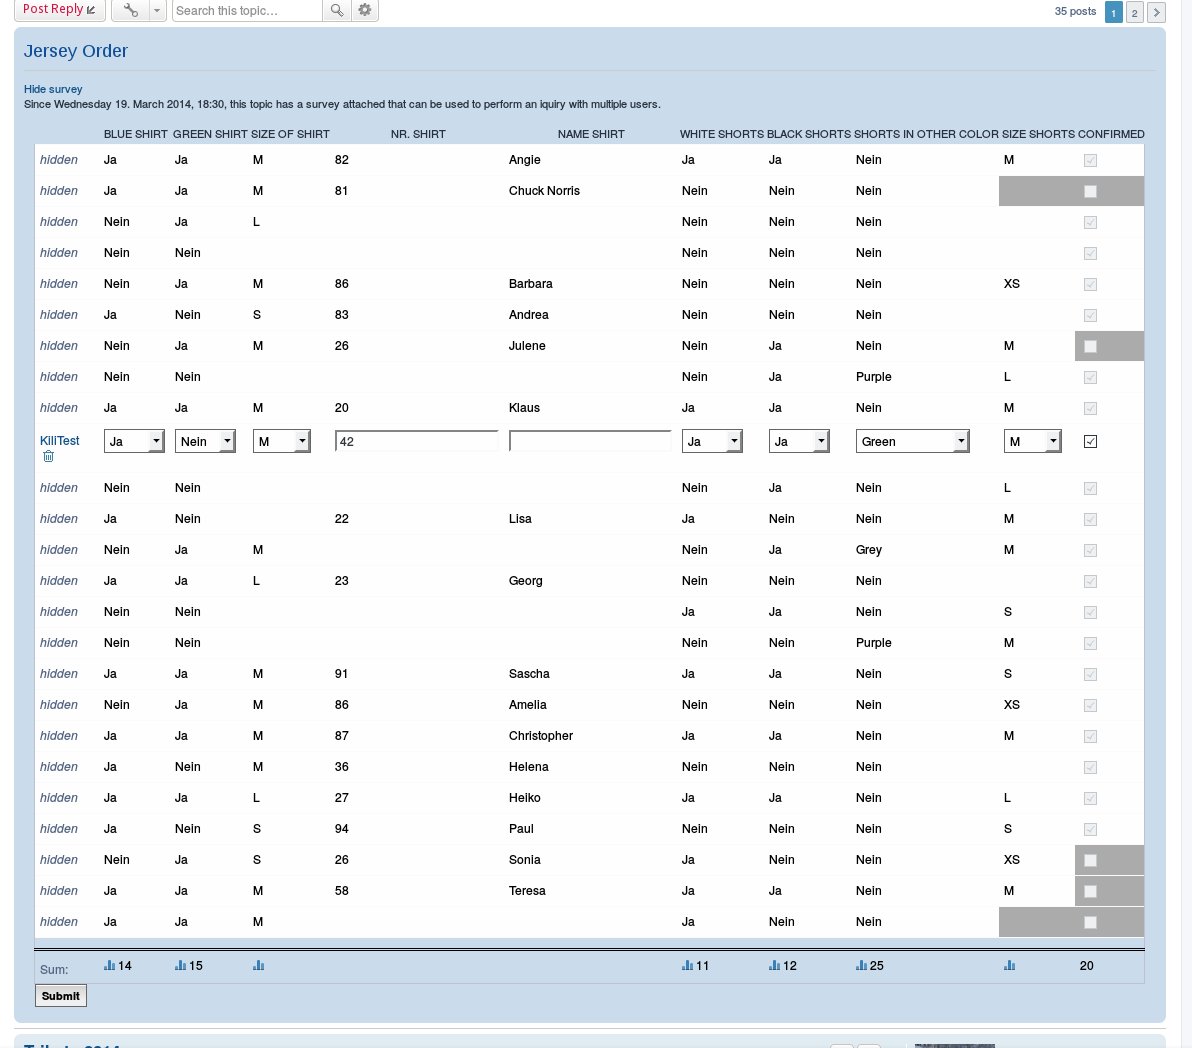 Post Reply Search this topic… 35 posts 1 2
Jersey Order
Hide survey
Since Wednesday 19. March 2014, 18:30, this topic has a survey attached that can be used to perform an iquiry with multiple users.
BLUE SHIRT GREEN SHIRT SIZE OF SHIRT NR. SHIRT NAME SHIRT WHITE SHORTS BLACK SHORTS SHORTS IN OTHER COLOR SIZE SHORTS CONFIRMED
hidden Ja Ja M 82 Angie Ja Ja Nein M
hidden Ja Ja M 81 Chuck Norris Nein Nein Nein
hidden Nein Ja L Nein Nein Nein
hidden Nein Nein Nein Nein Nein
hidden Nein Ja M 86 Barbara Nein Nein Nein XS
hidden Ja Nein S 83 Andrea Nein Nein Nein
hidden Nein Ja M 26 Julene Nein Ja Nein M
hidden Nein Nein Nein Ja Purple L
hidden Ja Ja M 20 Klaus Ja Ja Nein M
KiliTest Ja Nein M 42 Ja Ja Green M
hidden Nein Nein Nein Ja Nein L
hidden Ja Nein 22 Lisa Ja Nein Nein M
hidden Nein Ja M Nein Ja Grey M
hidden Ja Ja L 23 Georg Nein Nein Nein
hidden Nein Nein Ja Ja Nein S
hidden Nein Nein Nein Nein Purple M
hidden Ja Ja M 91 Sascha Ja Ja Nein S
hidden Nein Ja M 86 Amelia Nein Nein Nein XS
hidden Ja Ja M 87 Christopher Ja Ja Nein M
hidden Ja Nein M 36 Helena Nein Nein Nein
hidden Ja Ja L 27 Heiko Ja Ja Nein L
hidden Ja Nein S 94 Paul Nein Nein Nein S
hidden Nein Ja S 26 Sonia Ja Nein Nein XS
hidden Ja Ja M 58 Teresa Ja Ja Nein M
hidden Ja Ja M Ja Nein Nein
Sum: 14 15 11 12 25 20
Submit